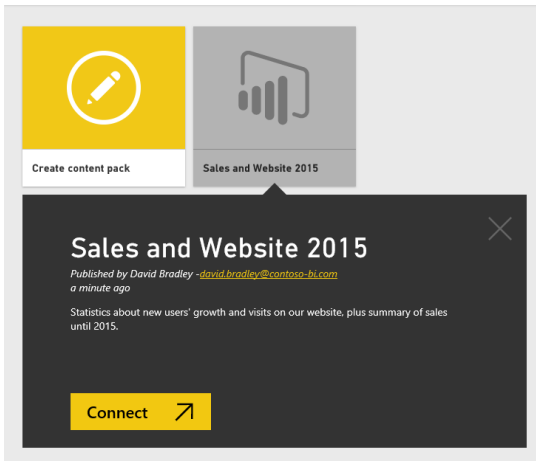 Create content pack
Sales and Website 2015
Sales and Website 2015
Published by David Bradley -david.bradley@contoso-bi.com
a minute ago
Statistics about new users' growth and visits on our website, plus summary of sales
until 2015.
Connect